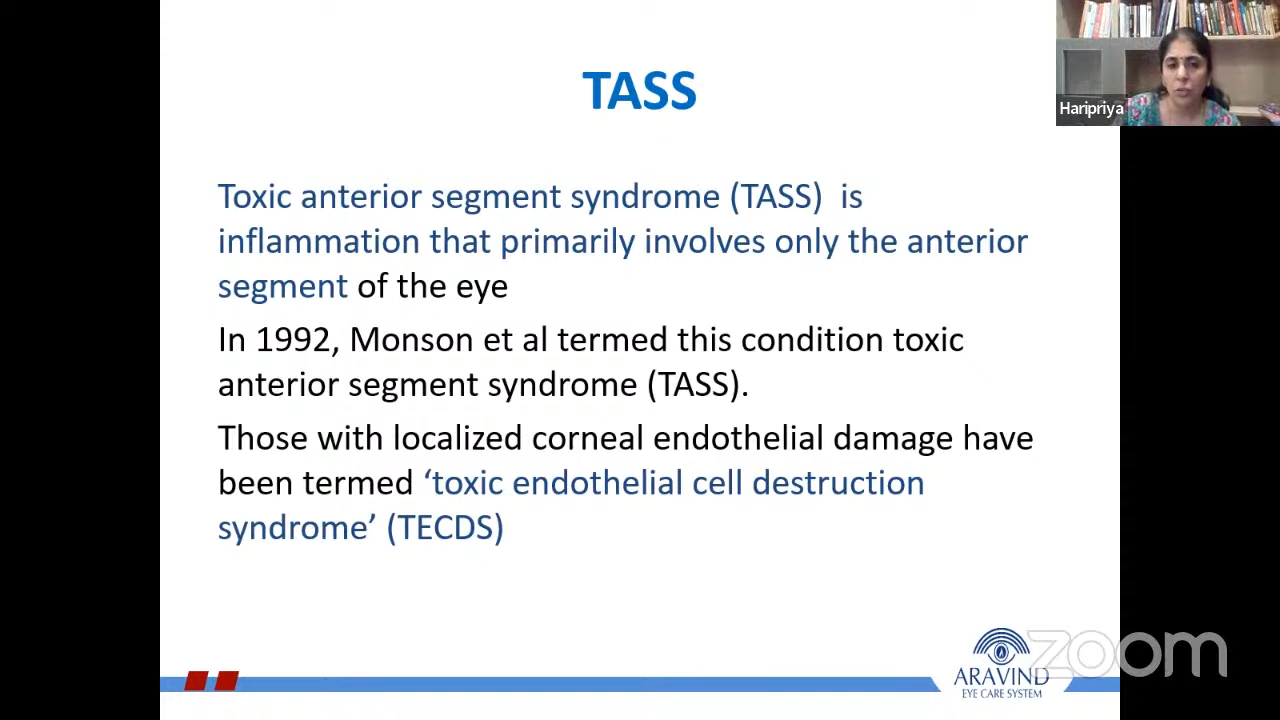 TASS
Haripriya
Toxic anterior segment syndrome (TASS) is
inflammation that primarily involves only the anterior
segment of the eye
In 1992, Monson et al termed this condition toxic
anterior segment syndrome (TASS).
Those with localized corneal endothelial damage have
been termed ‘toxic endothelial cell destruction
syndrome’ (TECDS)
zoom
ARAVIND
EYE CARE SYSTEM